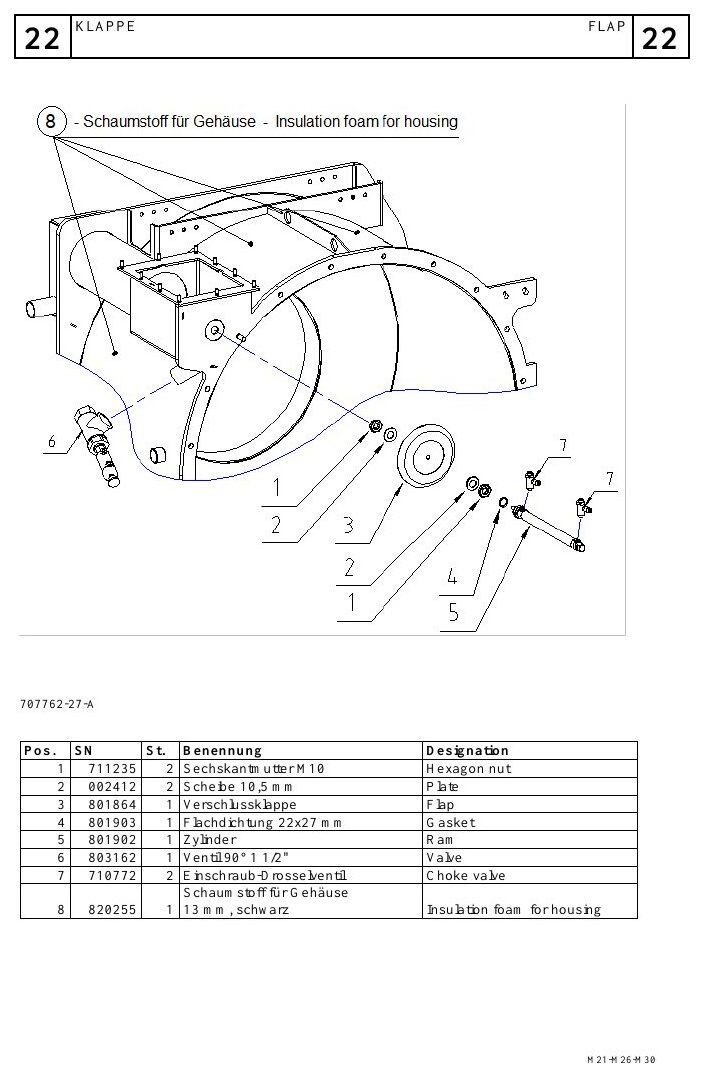 22 KLAPPE FLAP 22
8 - Schaumstoff für Gehäuse - Insulation foam for housing
6
7
7
1
2
3
2
1
4
5
707762-27-A
Pos. SN St. Benennung Designation
1 711235 2 Sechskantmutter M10 Hexagon nut
2 002412 2 Scheibe 10,5 mm Plate
3 801864 1 Verschlussklappe Flap
4 801903 1 Flachdichtung 22x27 mm Gasket
5 801902 1 Zylinder Ram
6 803162 1 Ventil 90° 1 1/2" Valve
7 710772 2 Einschraub-Drosselventil Choke valve
Schaumstoff für Gehäuse
8 820255 1 13 mm, schwarz Insulation foam for housing
M21-M26-M30